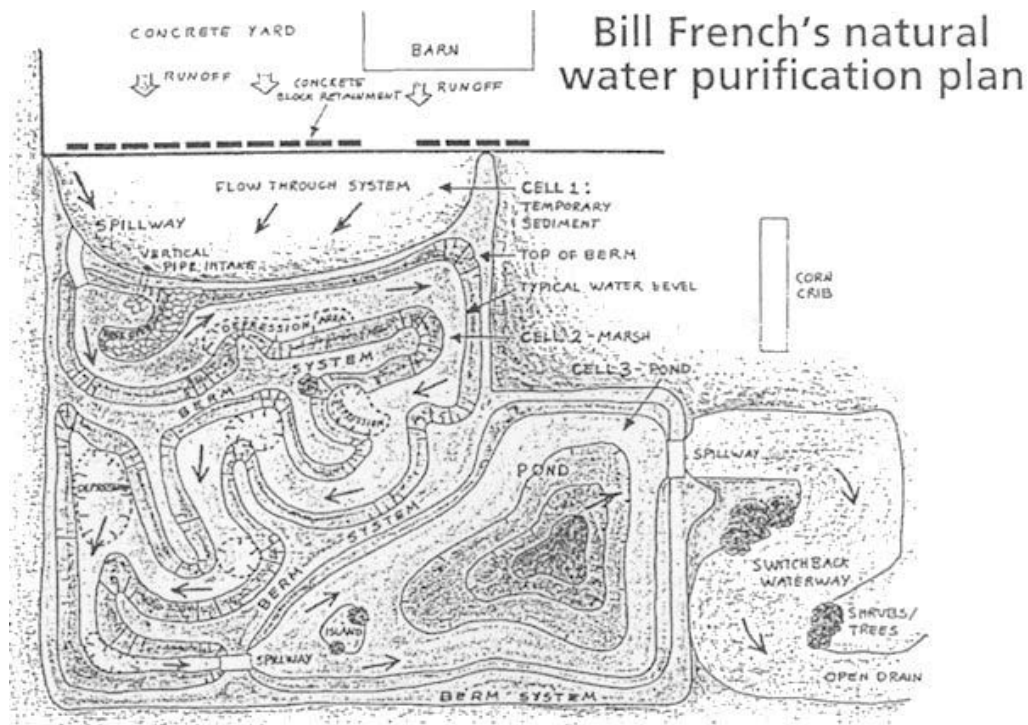 Bill French's natural
water purification plan
CONCRETE YARD
BARN
RUNOFF
CONCRETE
BLOCK RETAINMENT
RUNOFF
FLOW THROUGH SYSTEM
CELL 1:
TEMPORARY
SEDIMENT
SPILLWAY
VERTICAL
PIPE INTAKE
TOP OF BERM
TYPICAL WATER LEVEL
CORN
CRIB
DEPRESSION AREA
CELL 2 - MARSH
SYSTEM
BERM
CELL 3 - POND
DEPRESSION
DEPRESSION
POND
SPILLWAY
SYSTEM
BERM
SWITCHBACK
WATERWAY
SHRUBS/
TREES
ISLAND
SPILLWAY
OPEN DRAIN
BERM SYSTEM